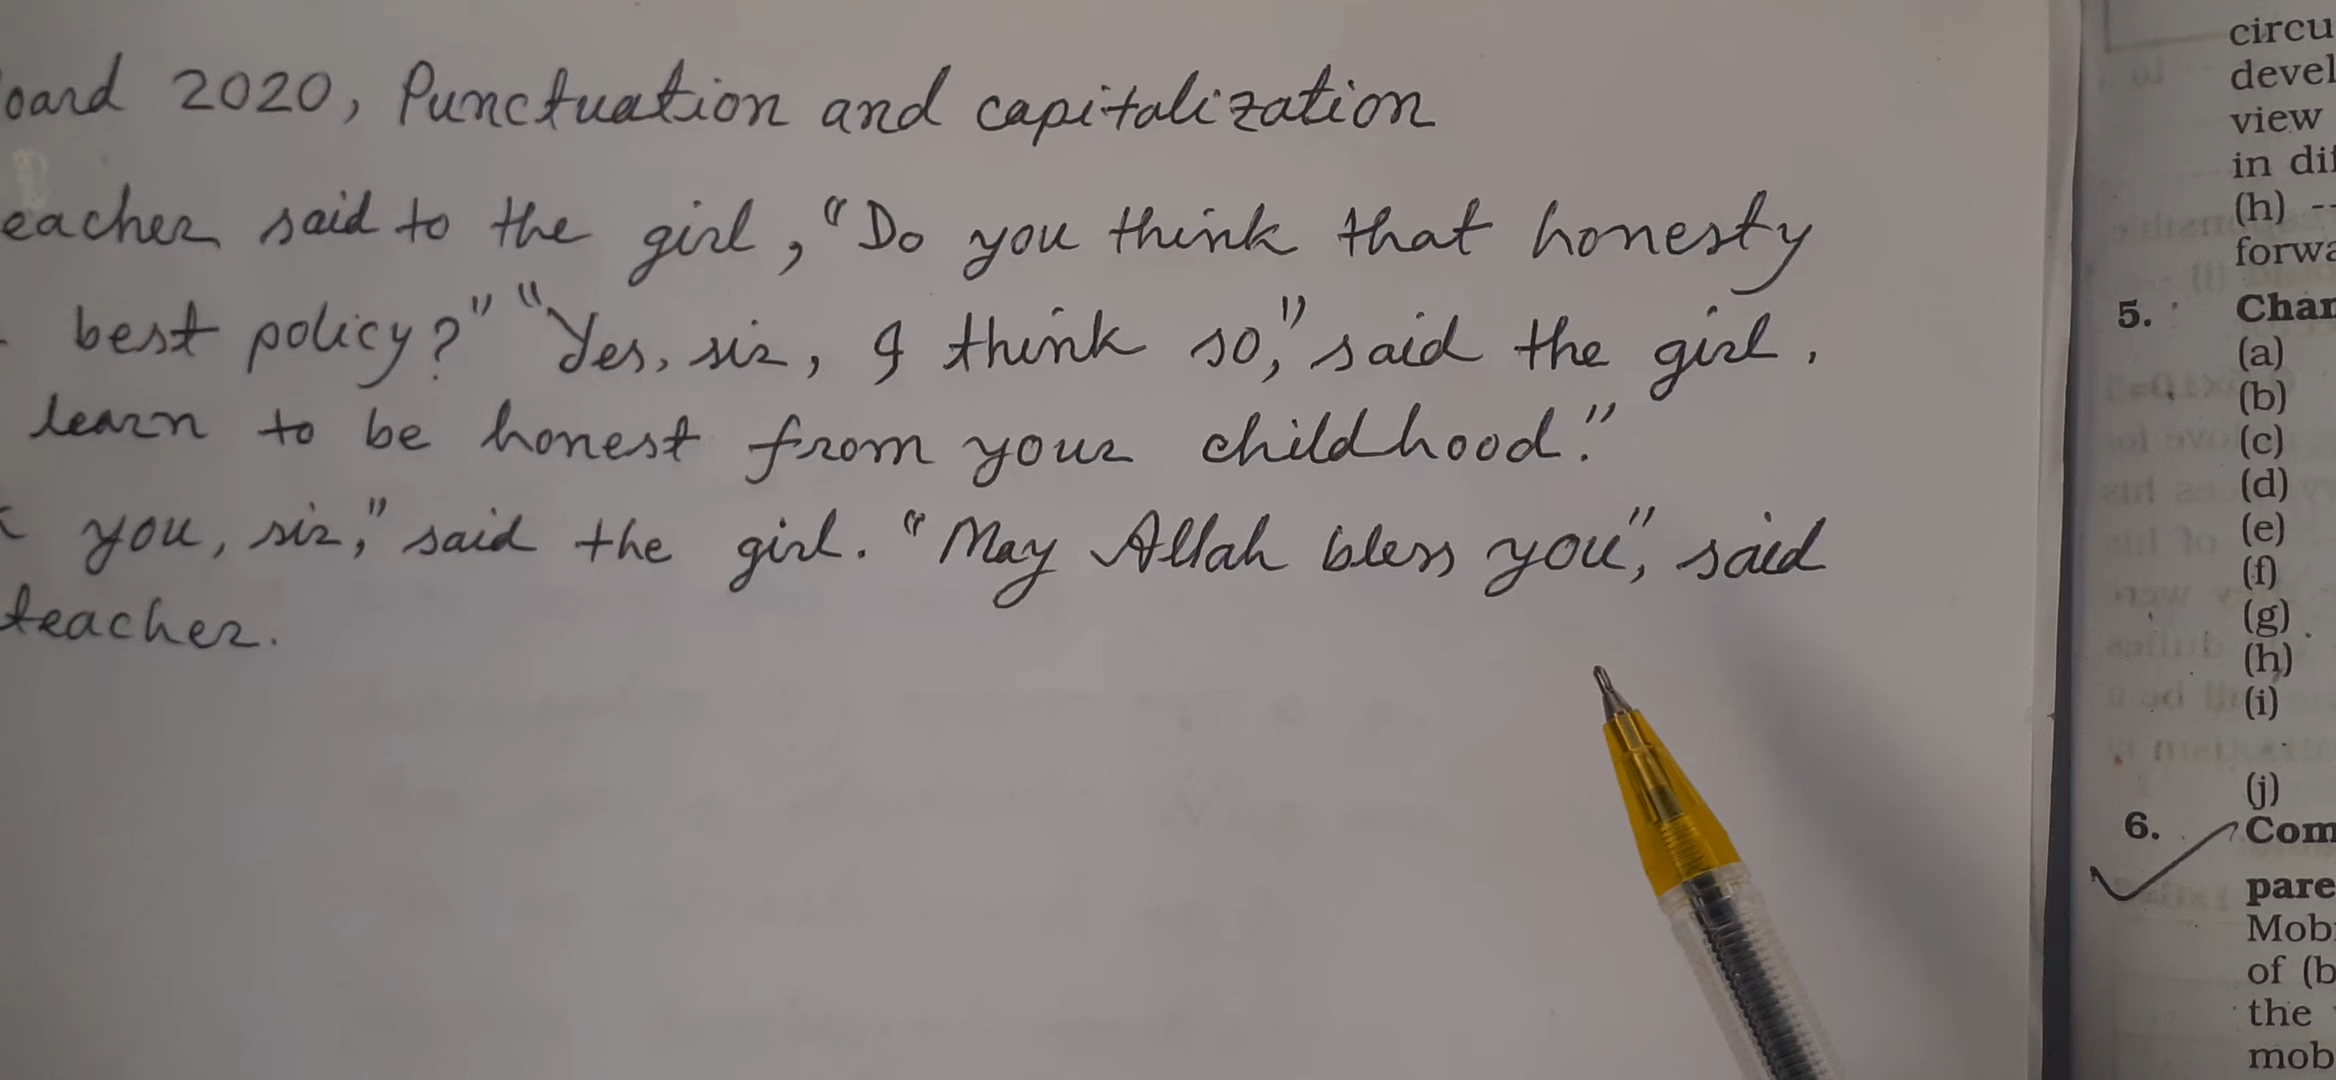 oard 2020, Punctuation and capitalization
eacher said to the girl, "Do you think that honesty
best policy?" "Yes, sir, I think so," said the girl.
learn to be honest from your childhood."
you, sir," said the girl. "May Allah bless you", said
teacher.
circu
devel
view
in dif
(h) --
forwa
5. Chan
(a)
(b)
(c)
(d)
(e)
(f)
(g)
(h)
(i)
(j)
6. Com
pare
Mob
of (b
the
mob